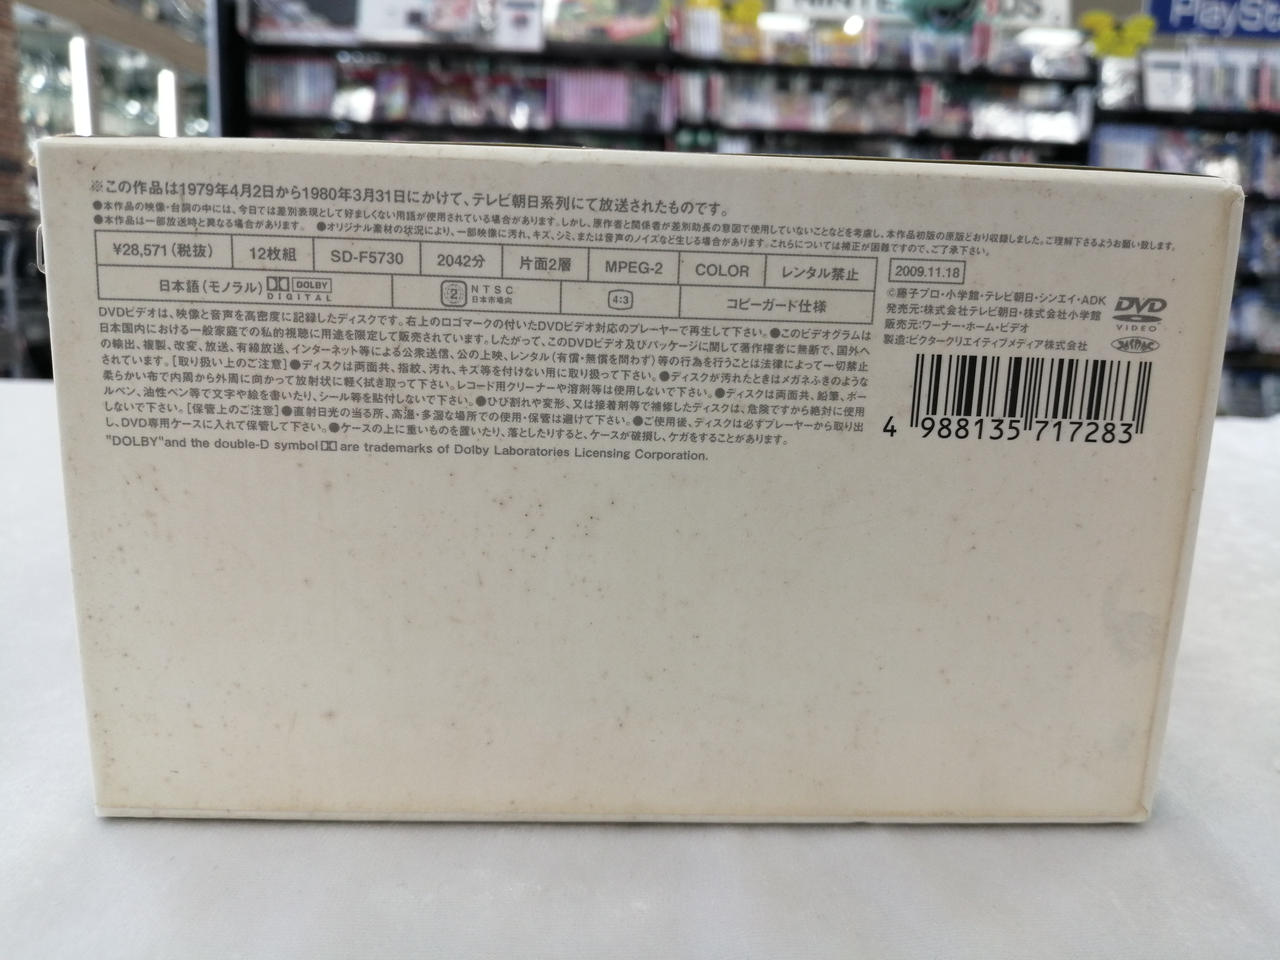 ※この作品は1979年4月2日から1980年3月31日にかけて、テレビ朝日系列にて放送されたものです。
●本作品の映像・台詞の中には、今日では差別表現として好ましくない用語が使用されている場合があります。しかし、原作者と関係者が差別助長の意図で使用していないことなどを考慮し、本作品初版の原版どおり収録しました。ご理解下さるようお願い致します。
●本作品は一部放送時と異なる場合があります。 ●オリジナル素材の状況により、一部映像に汚れ、キズ、シミ、または音声のノイズなど生じる場合があります。これらについては補正が困難ですので、ご了承下さい。
¥28,571(税抜) 12枚組 SD-F5730 2042分 片面2層 MPEG-2 COLOR レンタル禁止
日本語(モノラル) DOLBY DIGITAL 2 NTSC 日本市場向 4:3 コピーガード仕様
2009.11.18
©藤子プロ・小学館・テレビ朝日・シンエイ・ADK
発売元:株式会社テレビ朝日・株式会社小学館
販売元:ワーナー・ホーム・ビデオ
製造:ビクタークリエイティブメディア株式会社
DVD VIDEO
DVDビデオは、映像と音声を高密度に記録したディスクです。右上のロゴマークの付いたDVDビデオ対応のプレーヤーで再生して下さい。●このビデオグラムは
日本国内における一般家庭での私的視聴に用途を限定して販売されています。したがって、このDVDビデオ及びパッケージに関して著作権者に無断で、国外へ
の輸出、複製、改変、放送、有線放送、インターネット等による公衆送信、公の上映、レンタル(有償・無償を問わず)等の行為を行うことは法律によって一切禁止
されています。[取り扱い上のご注意]●ディスクは両面共、指紋、汚れ、キズ等を付けない様に取り扱って下さい。●ディスクが汚れたときはメガネふきのような
柔らかい布で内周から外周に向かって放射状に軽く拭き取って下さい。レコード用クリーナーや溶剤等は使用しないで下さい。●ディスクは両面共、鉛筆、ボー
ルペン、油性ペン等で文字や絵を書いたり、シール等を貼付しないで下さい。●ひび割れや変形、又は接着剤等で補修したディスクは、危険ですから絶対に使用
しないで下さい。[保管上のご注意]●直射日光の当る所、高温・多湿な場所での使用・保管は避けて下さい。●ご使用後、ディスクは必ずプレーヤーから取り出
し、DVD専用ケースに入れて保管して下さい。●ケースの上に重いものを置いたり、落としたりすると、ケースが破損し、ケガをすることがあります。
"DOLBY"and the double-D symbol are trademarks of Dolby Laboratories Licensing Corporation.
4 988135 717283